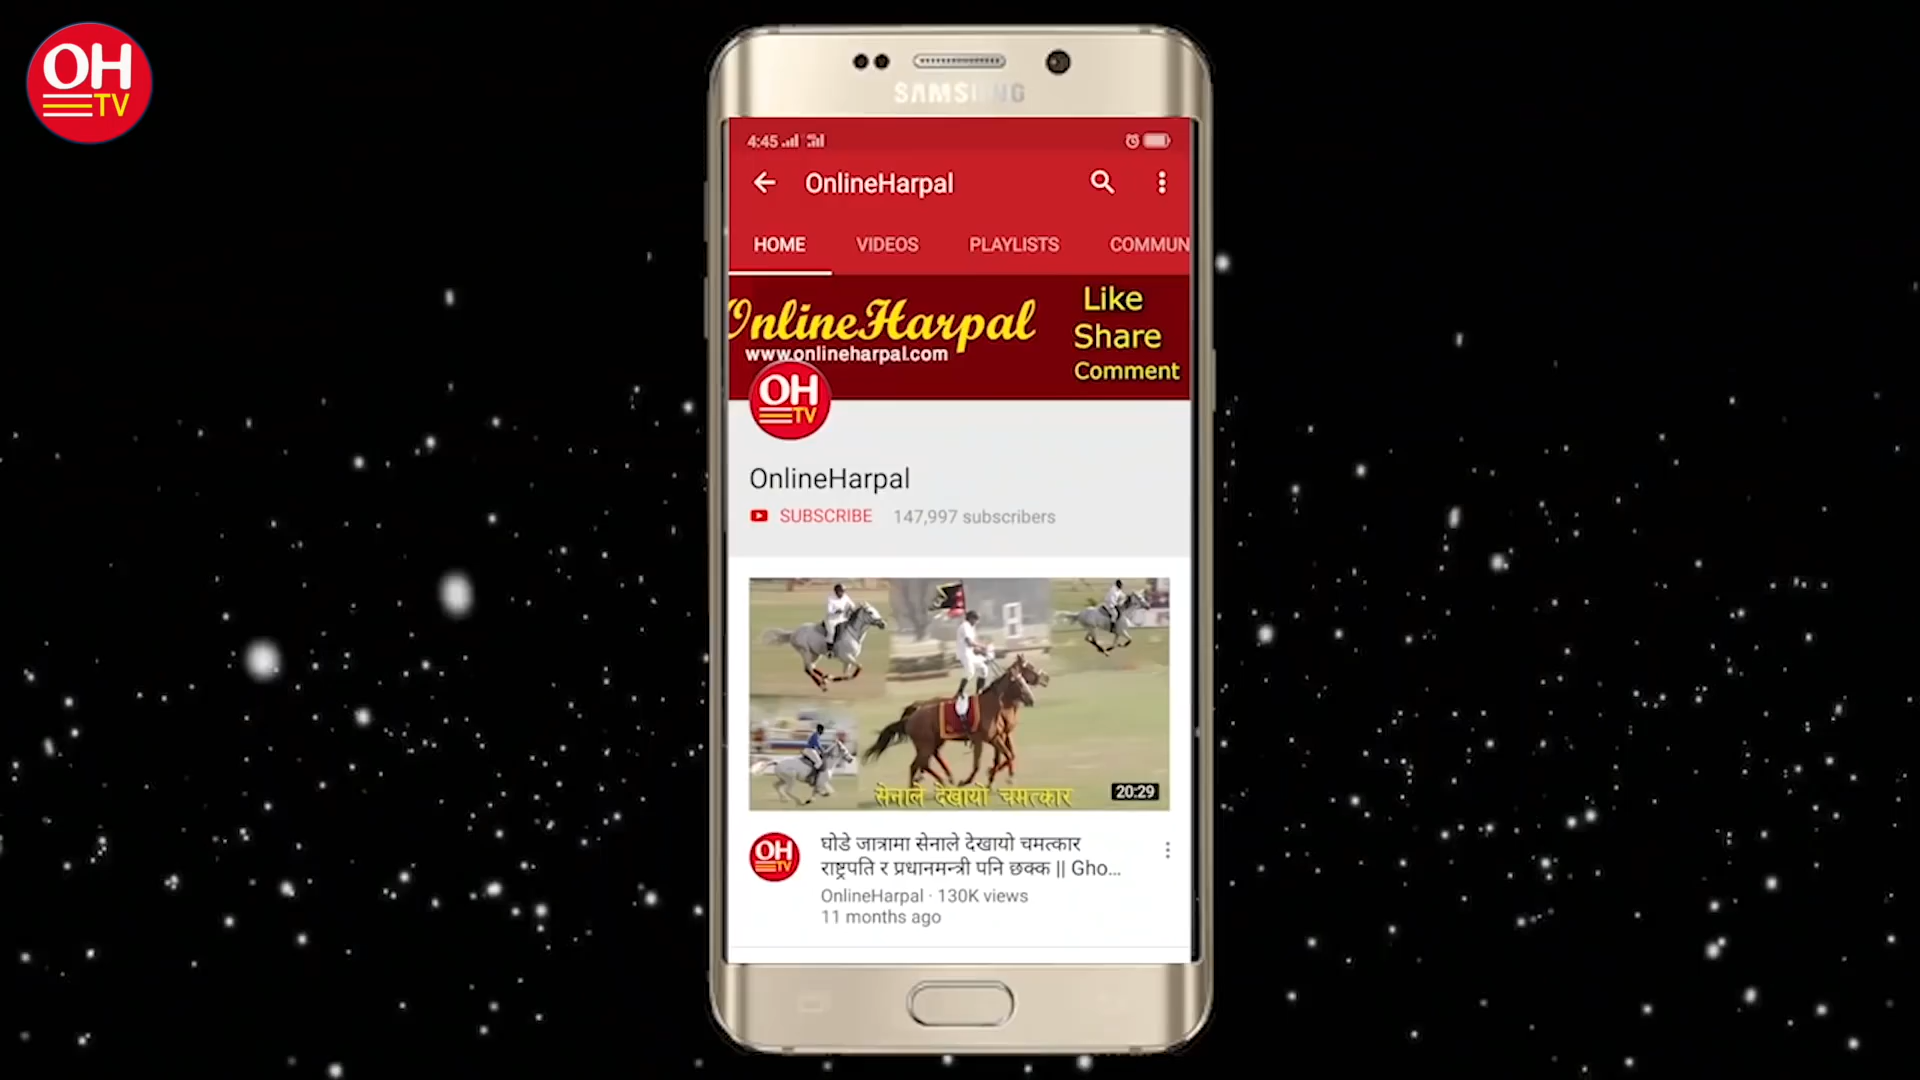 OH
TV
SAMSUNG
4:45
OnlineHarpal
HOME VIDEOS PLAYLISTS COMMUN
OnlineHarpal
www.onlineharpal.com
Like
Share
Comment
OH
TV
OnlineHarpal
SUBSCRIBE 147,997 subscribers
सेनाले देखायो चमत्कार
20:29
OH
TV
घोडे जात्रामा सेनाले देखायो चमत्कार
राष्ट्रपति र प्रधानमन्त्री पनि छक्क || Gho...
OnlineHarpal · 130K views
11 months ago